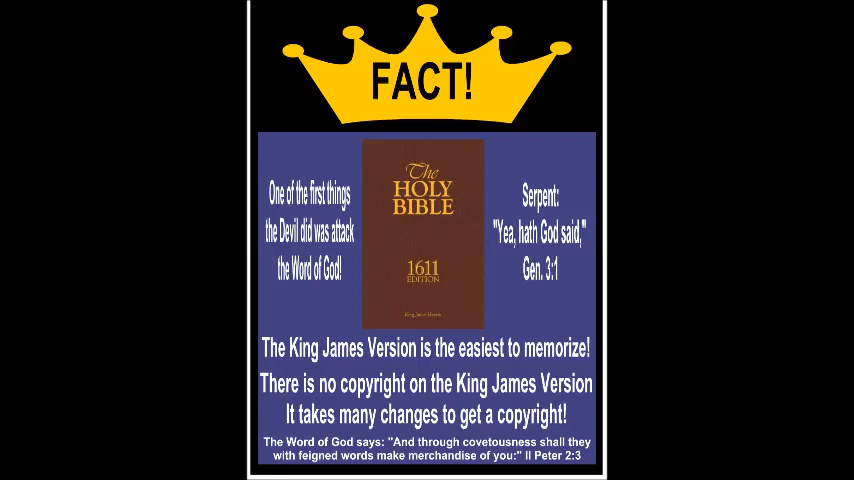 FACT!
One of the first things
the Devil did was attack
the Word of God!
The
HOLY
BIBLE
1611
EDITION
King James Version
Serpent:
"Yea, hath God said,"
Gen. 3:1
The King James Version is the easiest to memorize!
There is no copyright on the King James Version
It takes many changes to get a copyright!
The Word of God says: "And through covetousness shall they
with feigned words make merchandise of you:" II Peter 2:3